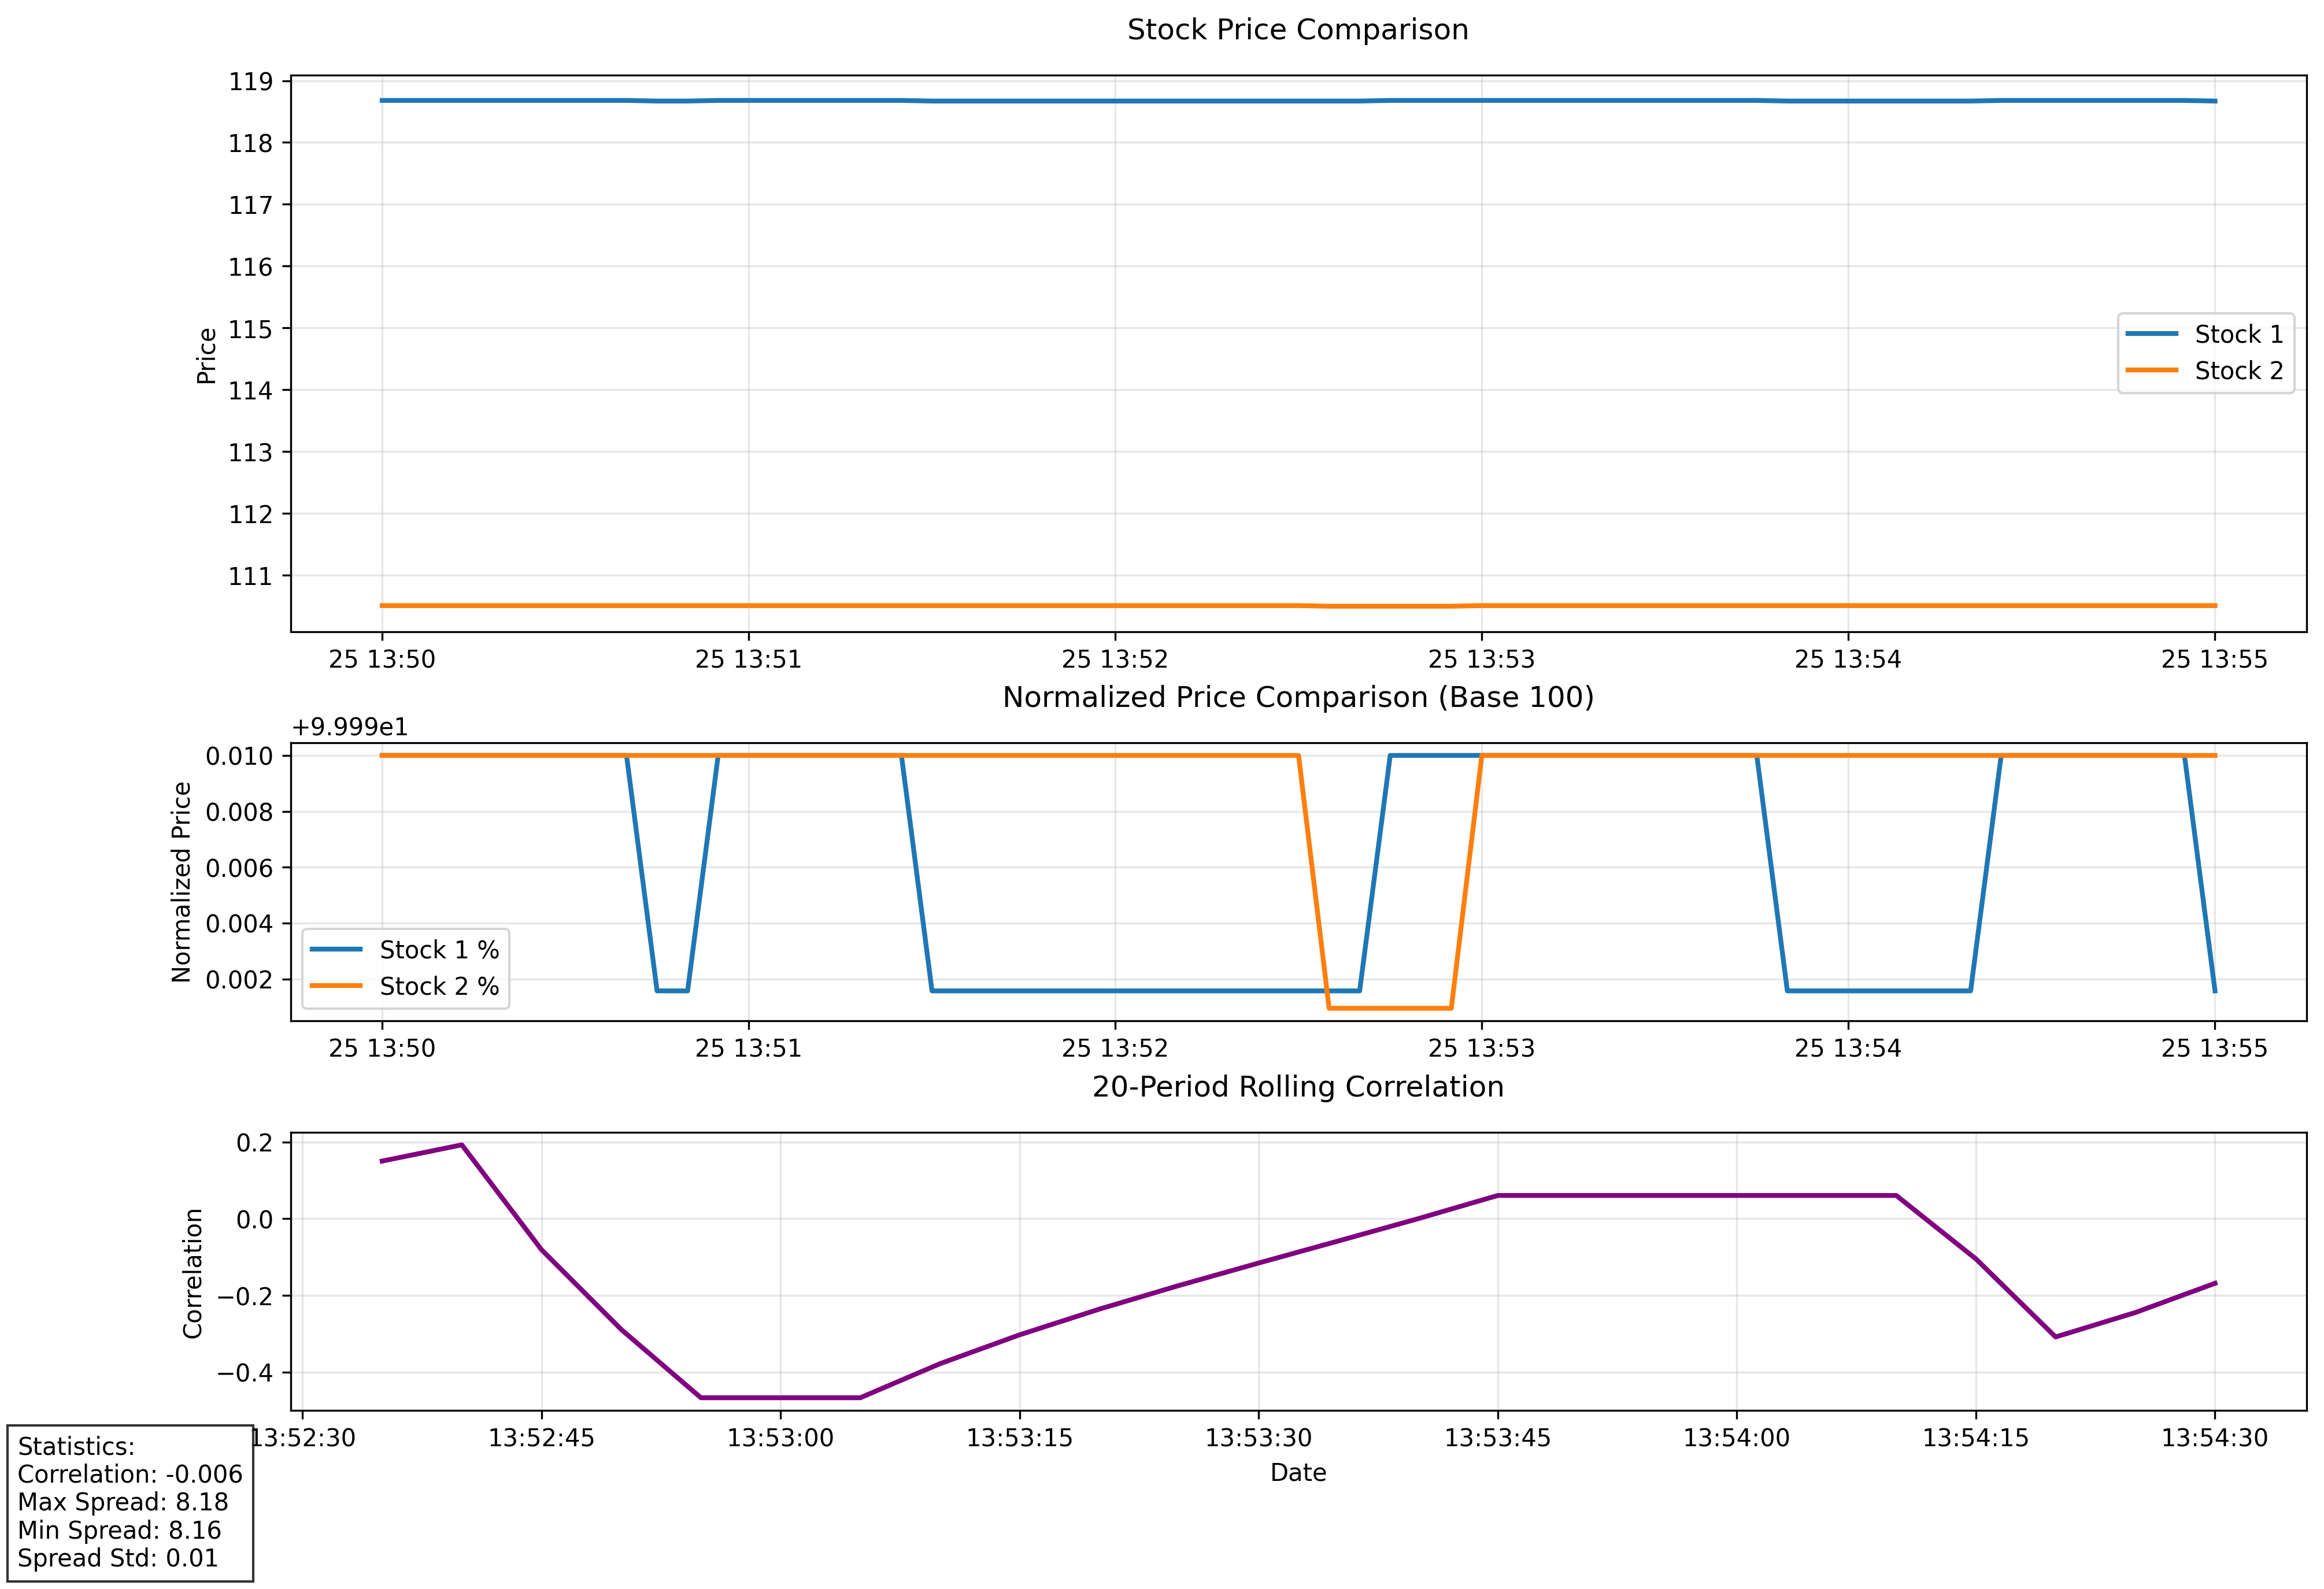 Stock Price Comparison
119
118
117
116
115
114
113
112
111
Price
Stock 1
Stock 2
25 13:50
25 13:51
25 13:52
25 13:53
25 13:54
25 13:55
Normalized Price Comparison (Base 100)
+9.999e1
0.010
0.008
0.006
0.004
0.002
Normalized Price
Stock 1 %
Stock 2 %
25 13:50
25 13:51
25 13:52
25 13:53
25 13:54
25 13:55
20-Period Rolling Correlation
0.2
0.0
−0.2
−0.4
Correlation
13:52:30
13:52:45
13:53:00
13:53:15
13:53:30
13:53:45
13:54:00
13:54:15
13:54:30
Date
Statistics:
Correlation: -0.006
Max Spread: 8.18
Min Spread: 8.16
Spread Std: 0.01